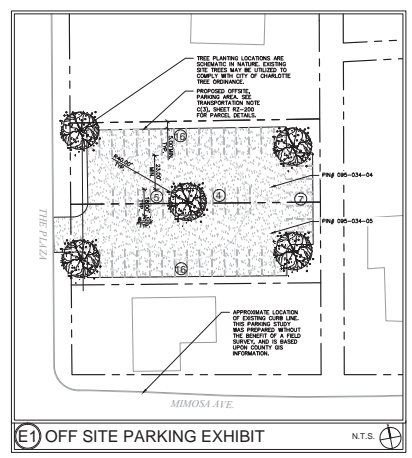 TREE PLANTING LOCATIONS ARE
SCHEMATIC IN NATURE. EXISTING
SITE TREES MAY BE UTILIZED TO
COMPLY WITH CITY OF CHARLOTTE
TREE ORDINANCE.
PROPOSED OFFSITE,
PARKING AREA. SEE
TRANSPORTATION NOTE
C(3), SHEET RZ-200
FOR PARCEL DETAILS.
16
PIN# 095-034-04
5
4
7
PIN# 095-034-05
THE PLAZA
16
APPROXIMATE LOCATION
OF EXISTING CURB LINE.
THIS PARKING STUDY
WAS PREPARED WITHOUT
THE BENEFIT OF A FIELD
SURVEY, AND IS BASED
UPON COUNTY GIS
INFORMATION.
MIMOSA AVE.
E1 OFF SITE PARKING EXHIBIT
N.T.S.